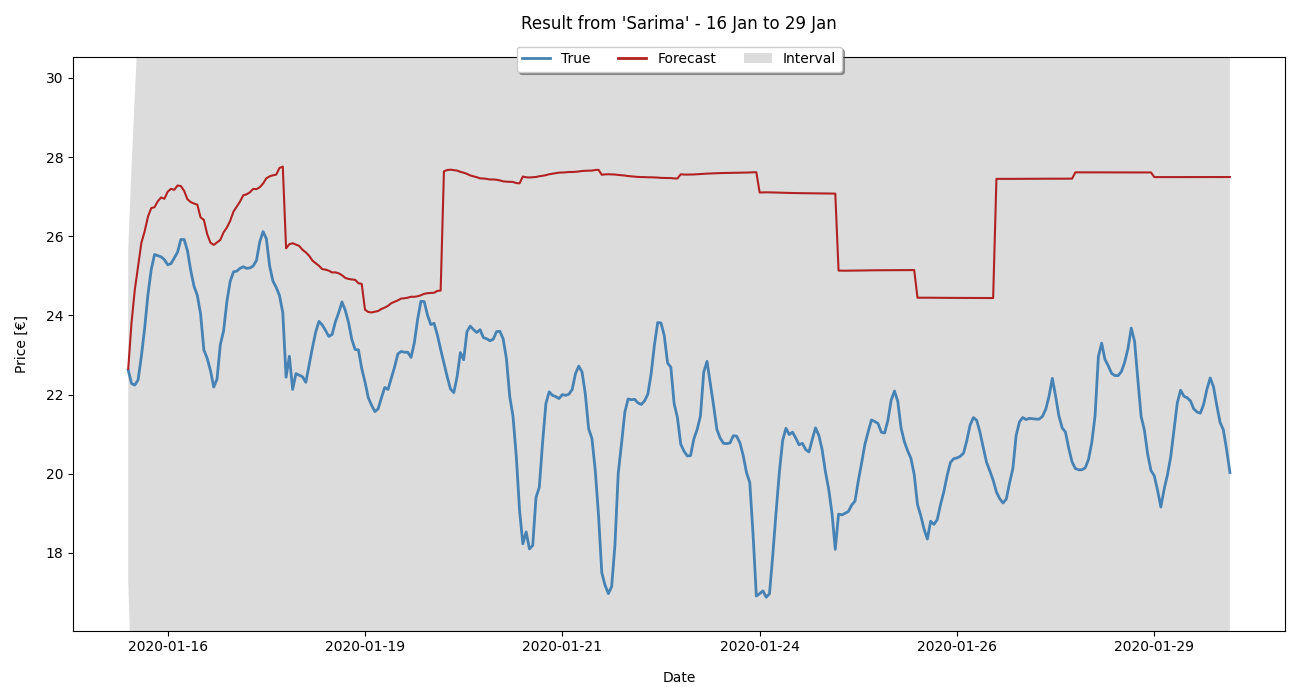 Result from 'Sarima' - 16 Jan to 29 Jan
True Forecast Interval
30
28
26
24
22
20
18
Price [€]
2020-01-16 2020-01-19 2020-01-21 2020-01-24 2020-01-26 2020-01-29
Date